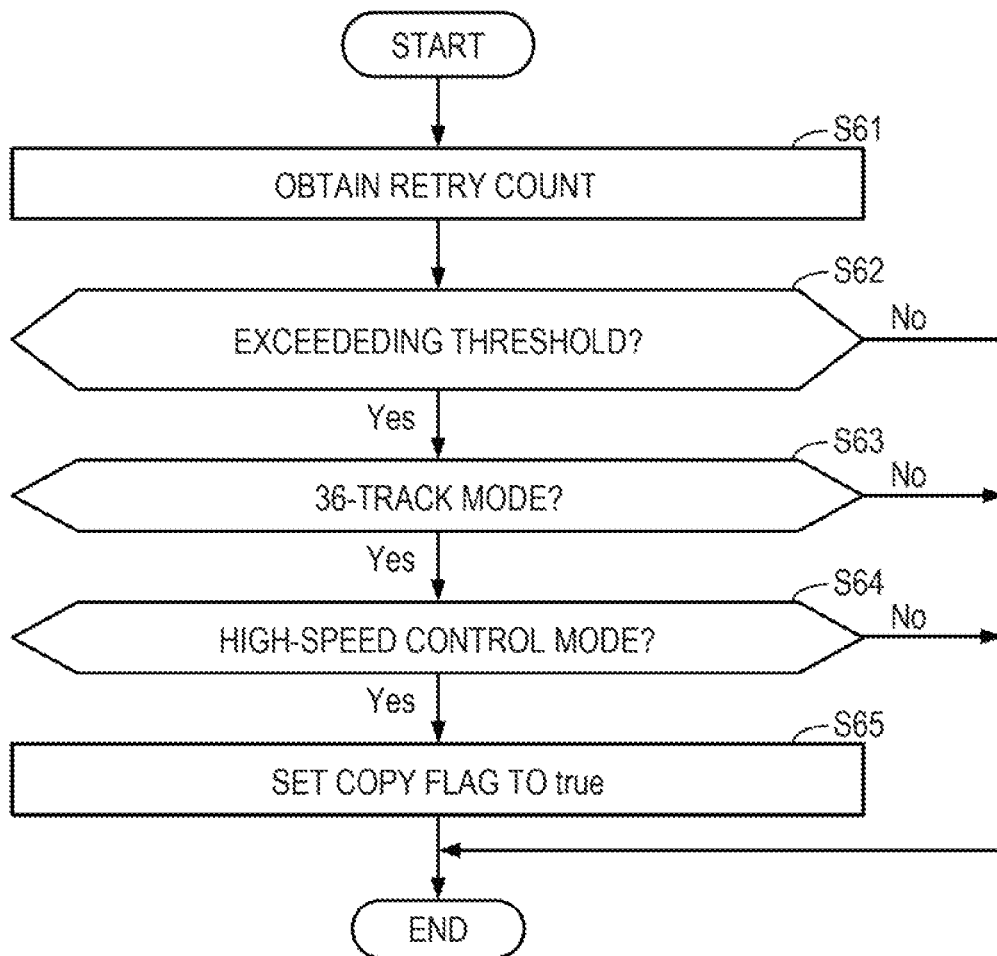 START
S61
OBTAIN RETRY COUNT
S62
EXCEEDEDING THRESHOLD?
No
Yes
S63
36-TRACK MODE?
No
Yes
S64
HIGH-SPEED CONTROL MODE?
No
Yes
S65
SET COPY FLAG TO true
END